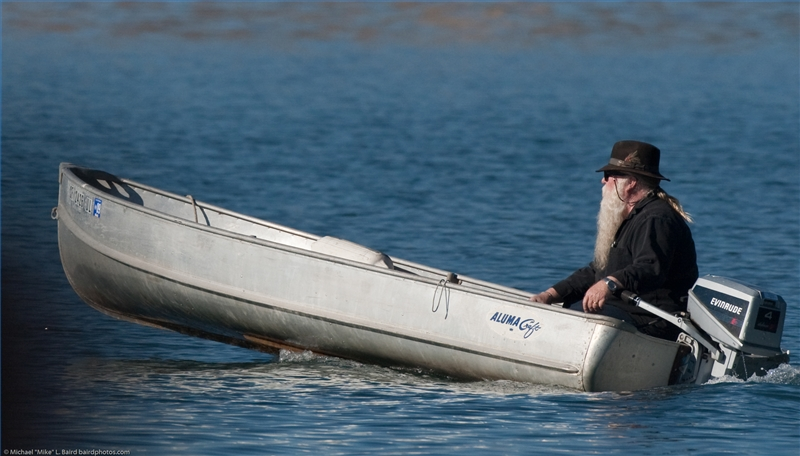 ALUMA Craft
EVINRUDE
© Michael "Mike" L. Baird bairdphotos.com